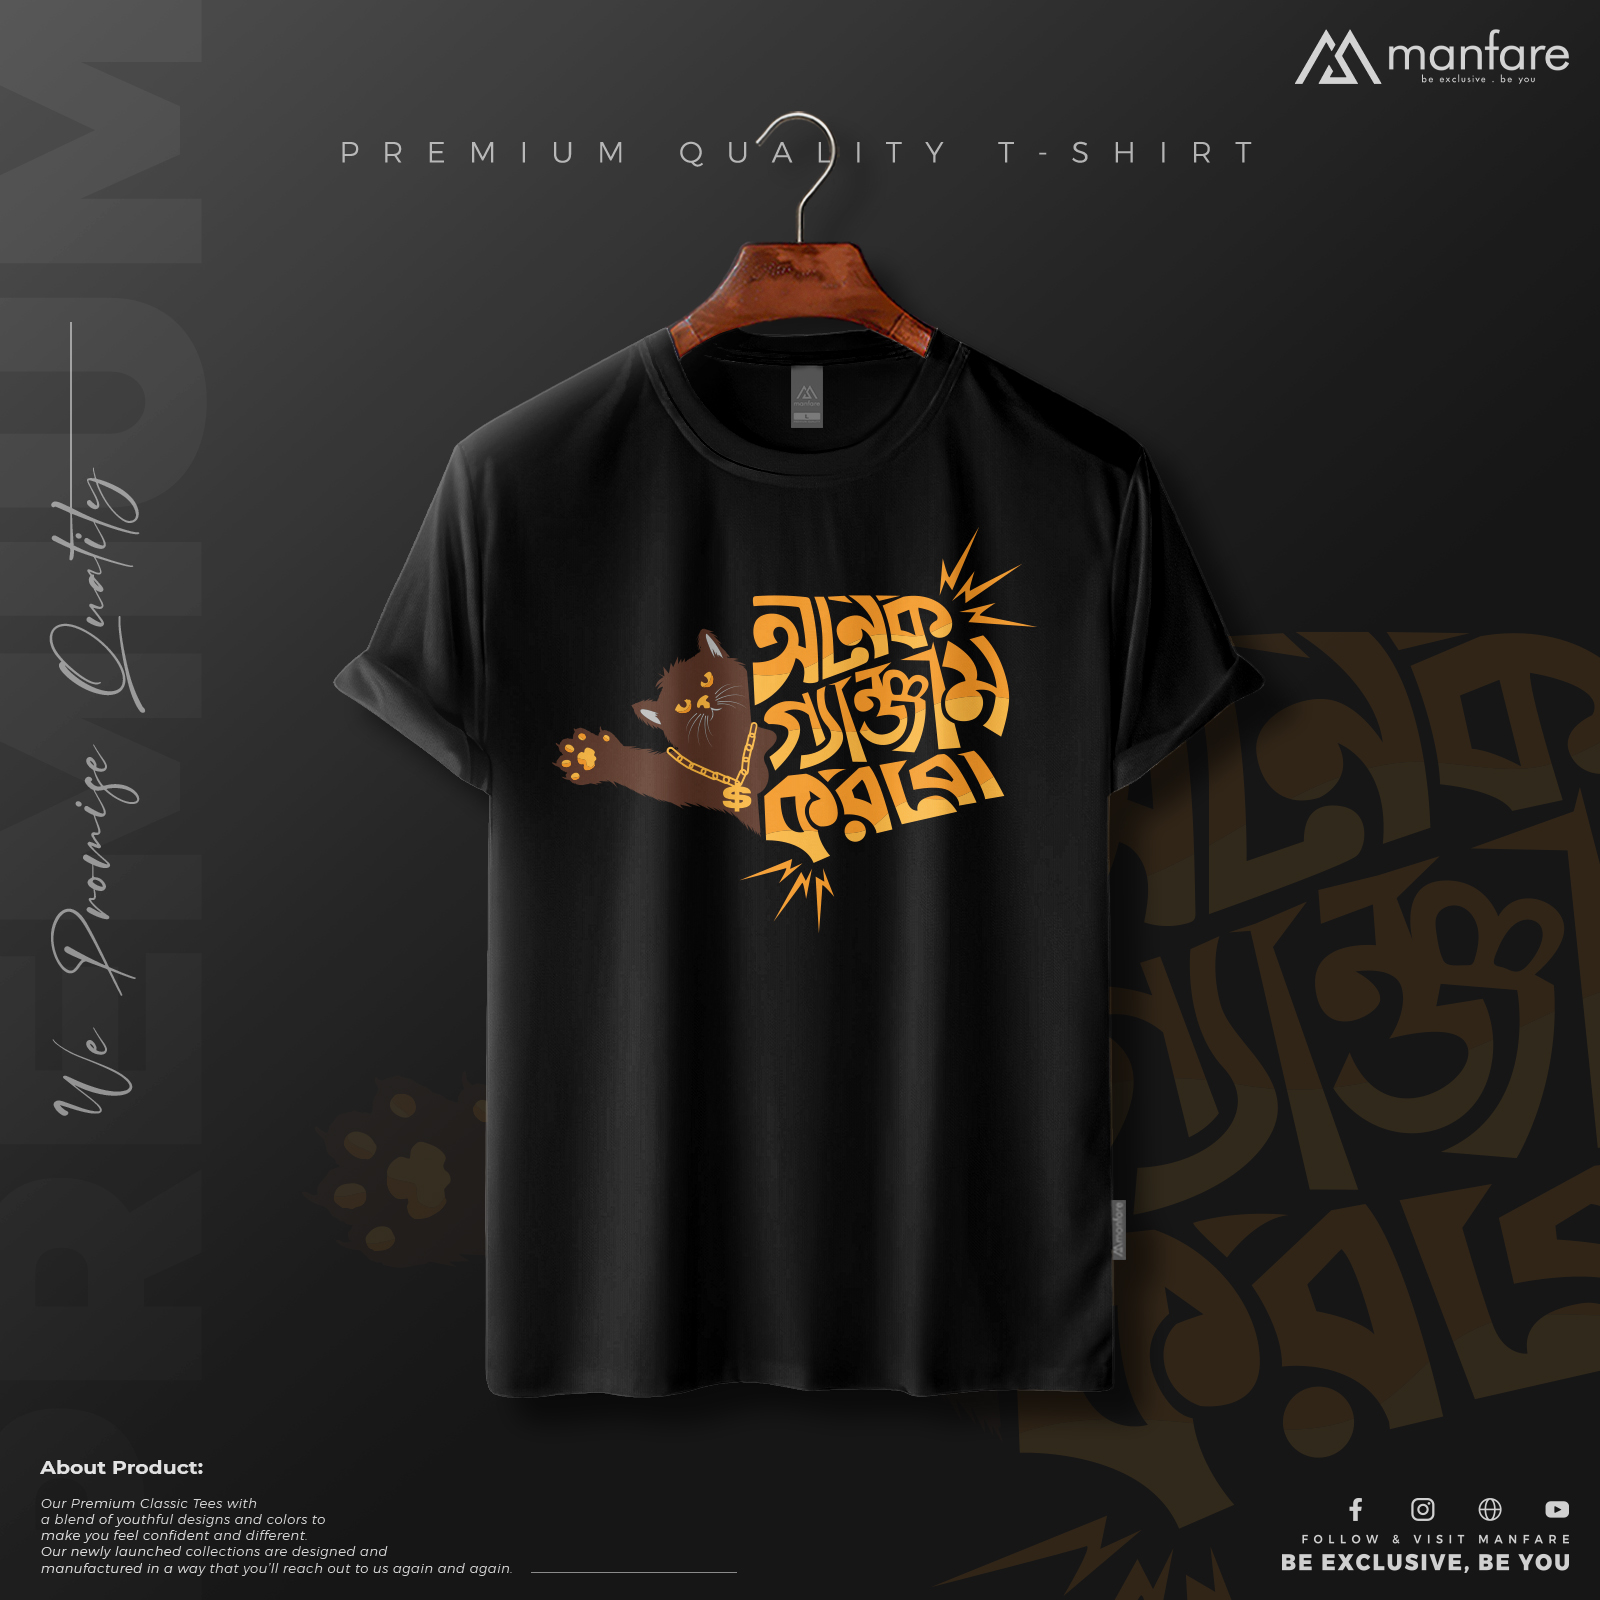 manfare
be exclusive . be you
PREMIUM QUALITY T-SHIRT
PREMIUM
We Promise Quality
manfare
L
অনেক
গ্যাঞ্জাম
করবো
manfare
About Product:
Our Premium Classic Tees with
a blend of youthful designs and colors to
make you feel confident and different.
Our newly launched collections are designed and
manufactured in a way that you'll reach out to us again and again.
FOLLOW & VISIT MANFARE
BE EXCLUSIVE, BE YOU